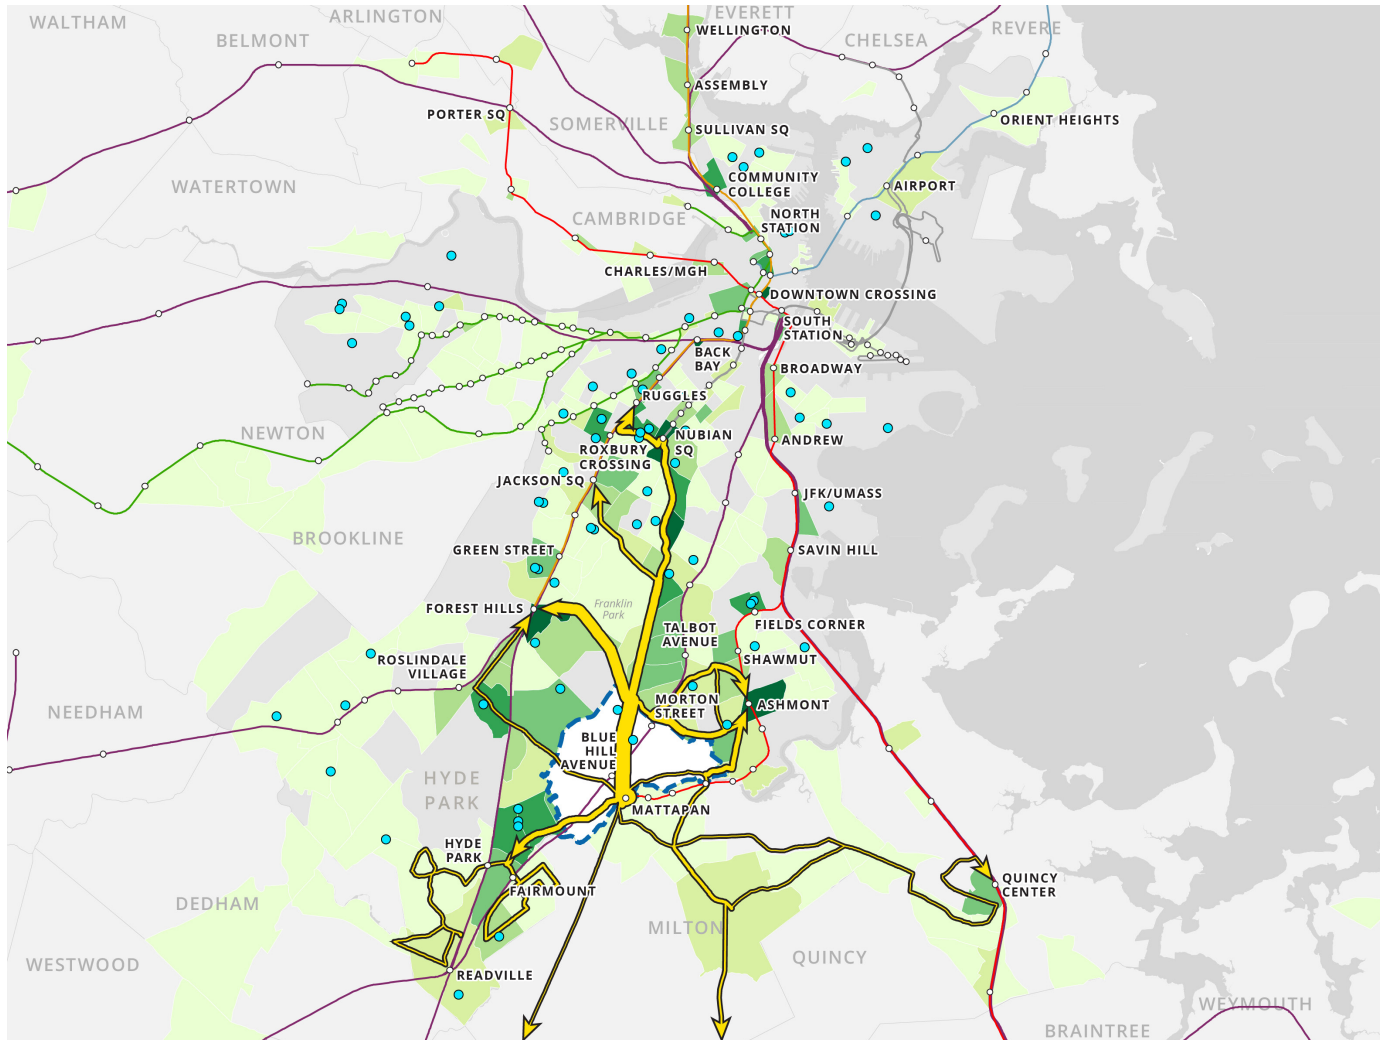 WALTHAM
ARLINGTON
EVERETT
BELMONT
WELLINGTON
CHELSEA
REVERE
ASSEMBLY
PORTER SQ
SOMERVILLE
SULLIVAN SQ
ORIENT HEIGHTS
WATERTOWN
COMMUNITY
COLLEGE
AIRPORT
CAMBRIDGE
NORTH
STATION
CHARLES/MGH
DOWNTOWN CROSSING
SOUTH
STATION
BACK
BAY
BROADWAY
RUGGLES
NEWTON
NUBIAN
SQ
ANDREW
ROXBURY
CROSSING
JACKSON SQ
JFK/UMASS
BROOKLINE
GREEN STREET
SAVIN HILL
FOREST HILLS
Franklin
Park
TALBOT
AVENUE
FIELDS CORNER
ROSLINDALE
VILLAGE
SHAWMUT
NEEDHAM
MORTON
STREET
ASHMONT
BLUE
HILL
AVENUE
HYDE
PARK
MATTAPAN
HYDE
PARK
FAIRMOUNT
QUINCY
CENTER
DEDHAM
MILTON
QUINCY
WESTWOOD
READVILLE
WEYMOUTH
BRAINTREE